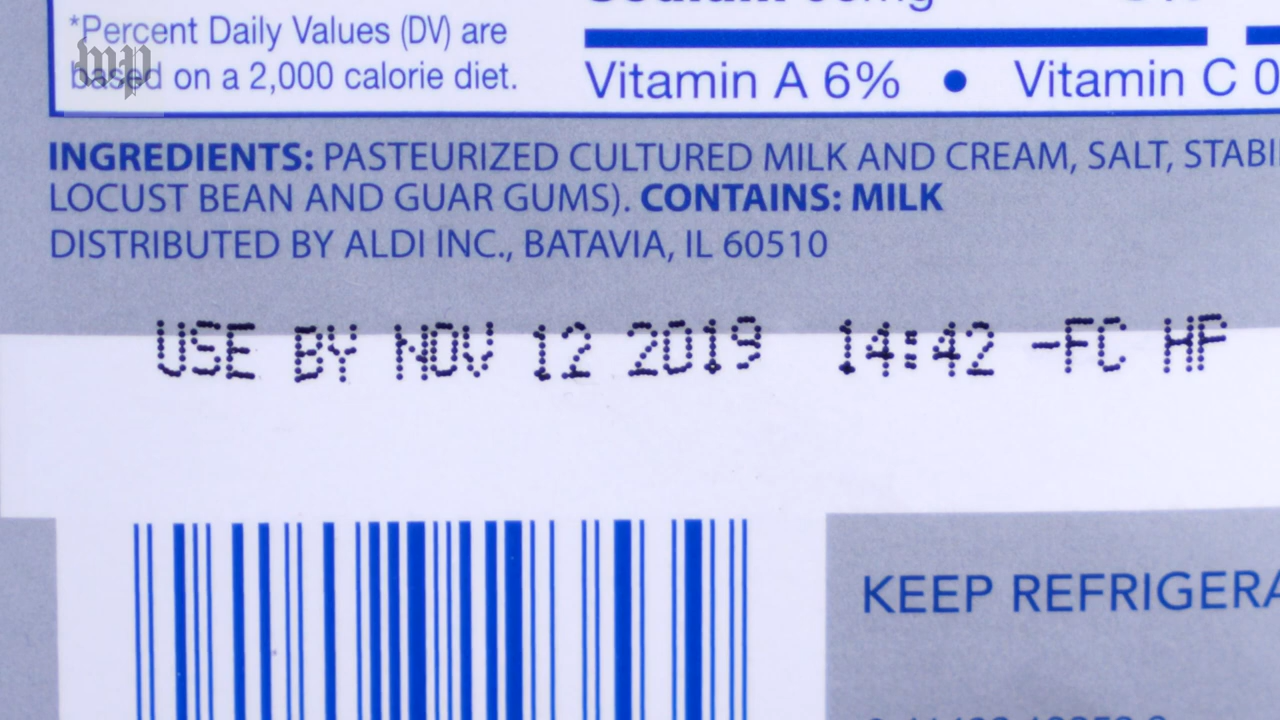 *Percent Daily Values (DV) are
based on a 2,000 calorie diet.
Vitamin A 6% • Vitamin C 0
INGREDIENTS: PASTEURIZED CULTURED MILK AND CREAM, SALT, STABI
LOCUST BEAN AND GUAR GUMS). CONTAINS: MILK
DISTRIBUTED BY ALDI INC., BATAVIA, IL 60510
USE BY NOV 12 2019 14:42 -FC HP
KEEP REFRIGERA
wp